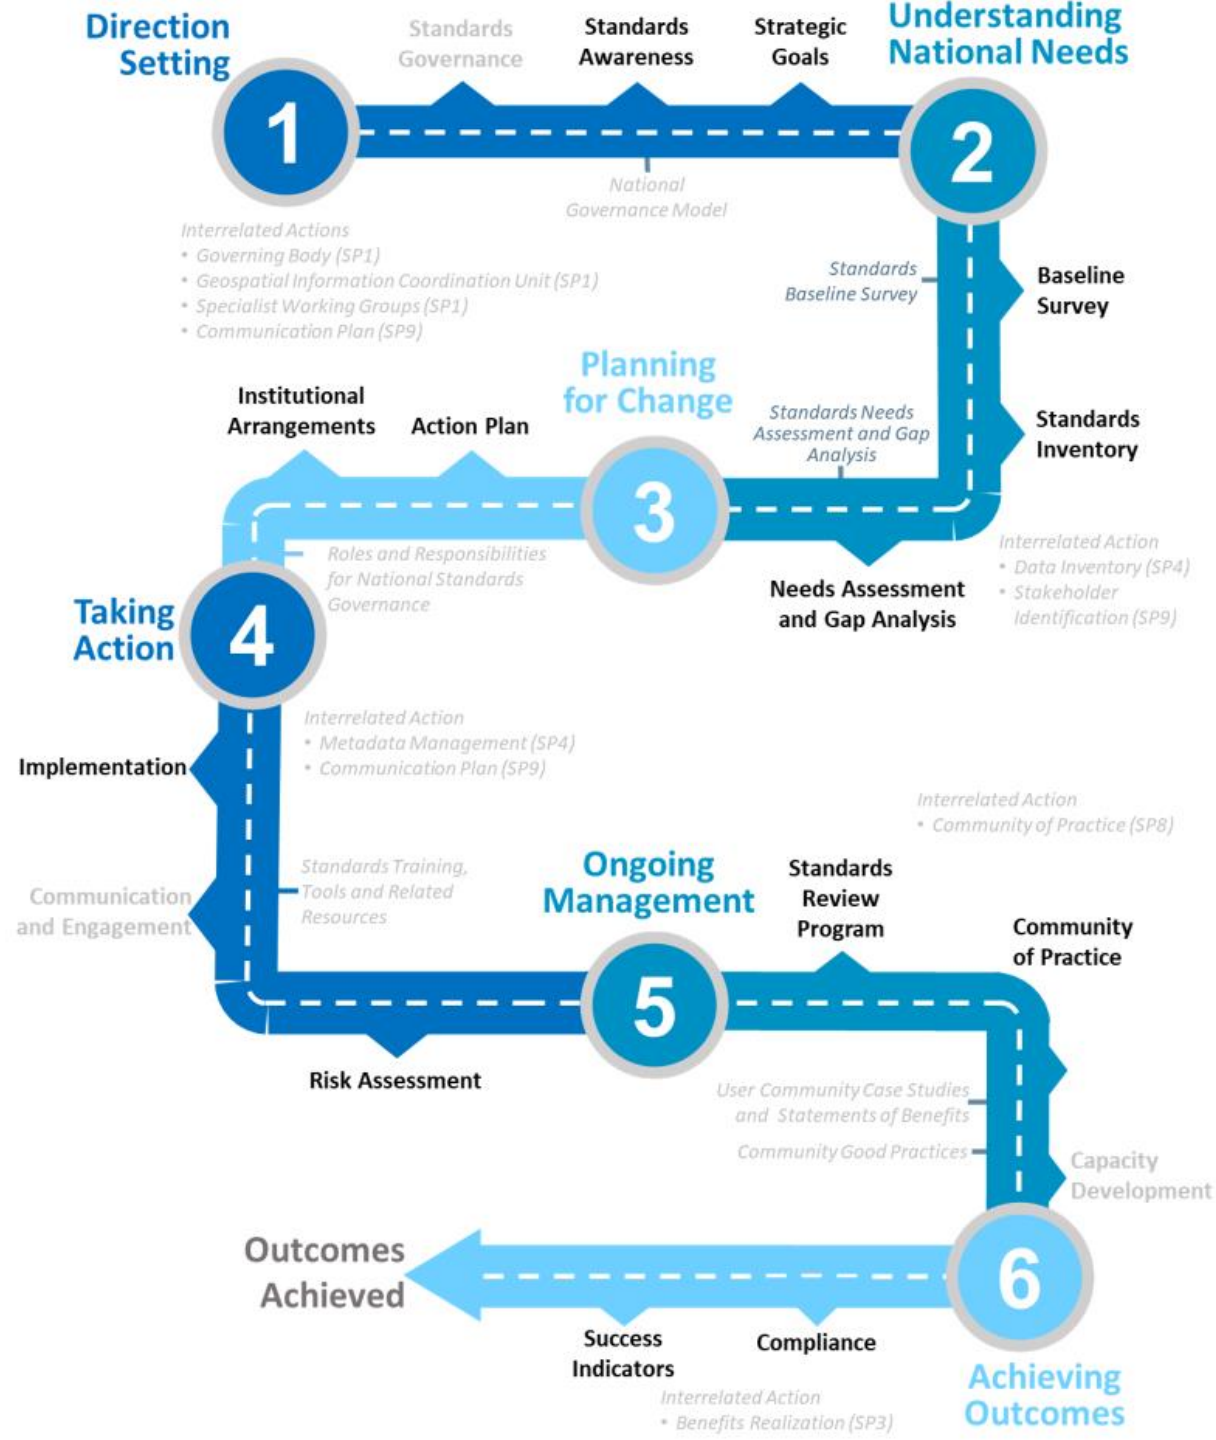 Direction
Setting
1
Standards
Governance
Standards
Awareness
Strategic
Goals
Understanding
National Needs
2
National
Governance Model
Interrelated Actions
• Governing Body (SP1)
• Geospatial Information Coordination Unit (SP1)
• Specialist Working Groups (SP1)
• Communication Plan (SP9)
Standards
Baseline Survey
Baseline
Survey
Standards
Inventory
Standards Needs
Assessment and Gap
Analysis
Needs Assessment
and Gap Analysis
Interrelated Action
• Data Inventory (SP4)
• Stakeholder
Identification (SP9)
Planning
for Change
3
Action Plan
Institutional
Arrangements
Roles and Responsibilities
for National Standards
Governance
Taking
Action
4
Interrelated Action
• Metadata Management (SP4)
• Communication Plan (SP9)
Implementation
Communication
and Engagement
Standards Training,
Tools and Related
Resources
Risk Assessment
Ongoing
Management
5
Standards
Review
Program
Interrelated Action
• Community of Practice (SP8)
Community
of Practice
User Community Case Studies
and Statements of Benefits
Community Good Practices
Capacity
Development
6
Achieving
Outcomes
Compliance
Success
Indicators
Interrelated Action
• Benefits Realization (SP3)
Outcomes
Achieved